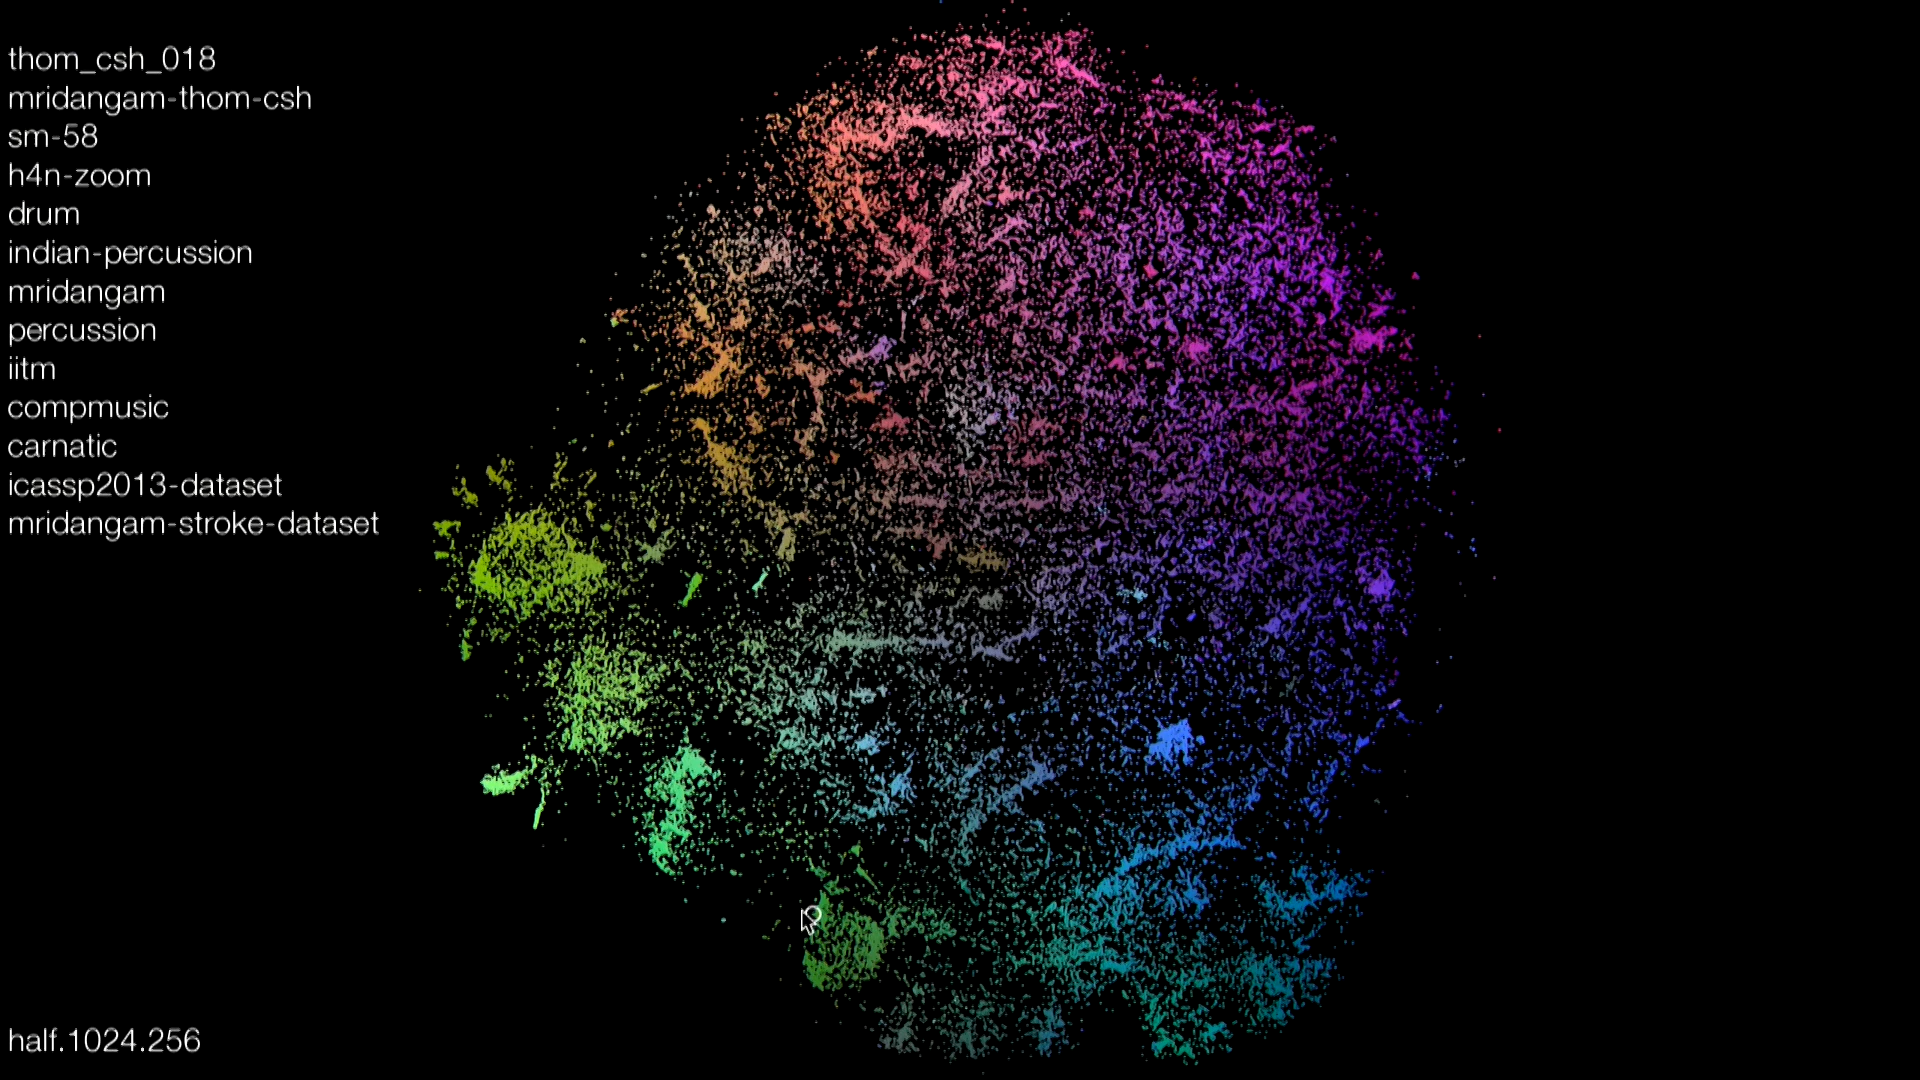 thom_csh_018
mridangam-thom-csh
sm-58
h4n-zoom
drum
indian-percussion
mridangam
percussion
iitm
compmusic
carnatic
icassp2013-dataset
mridangam-stroke-dataset
half.1024.256